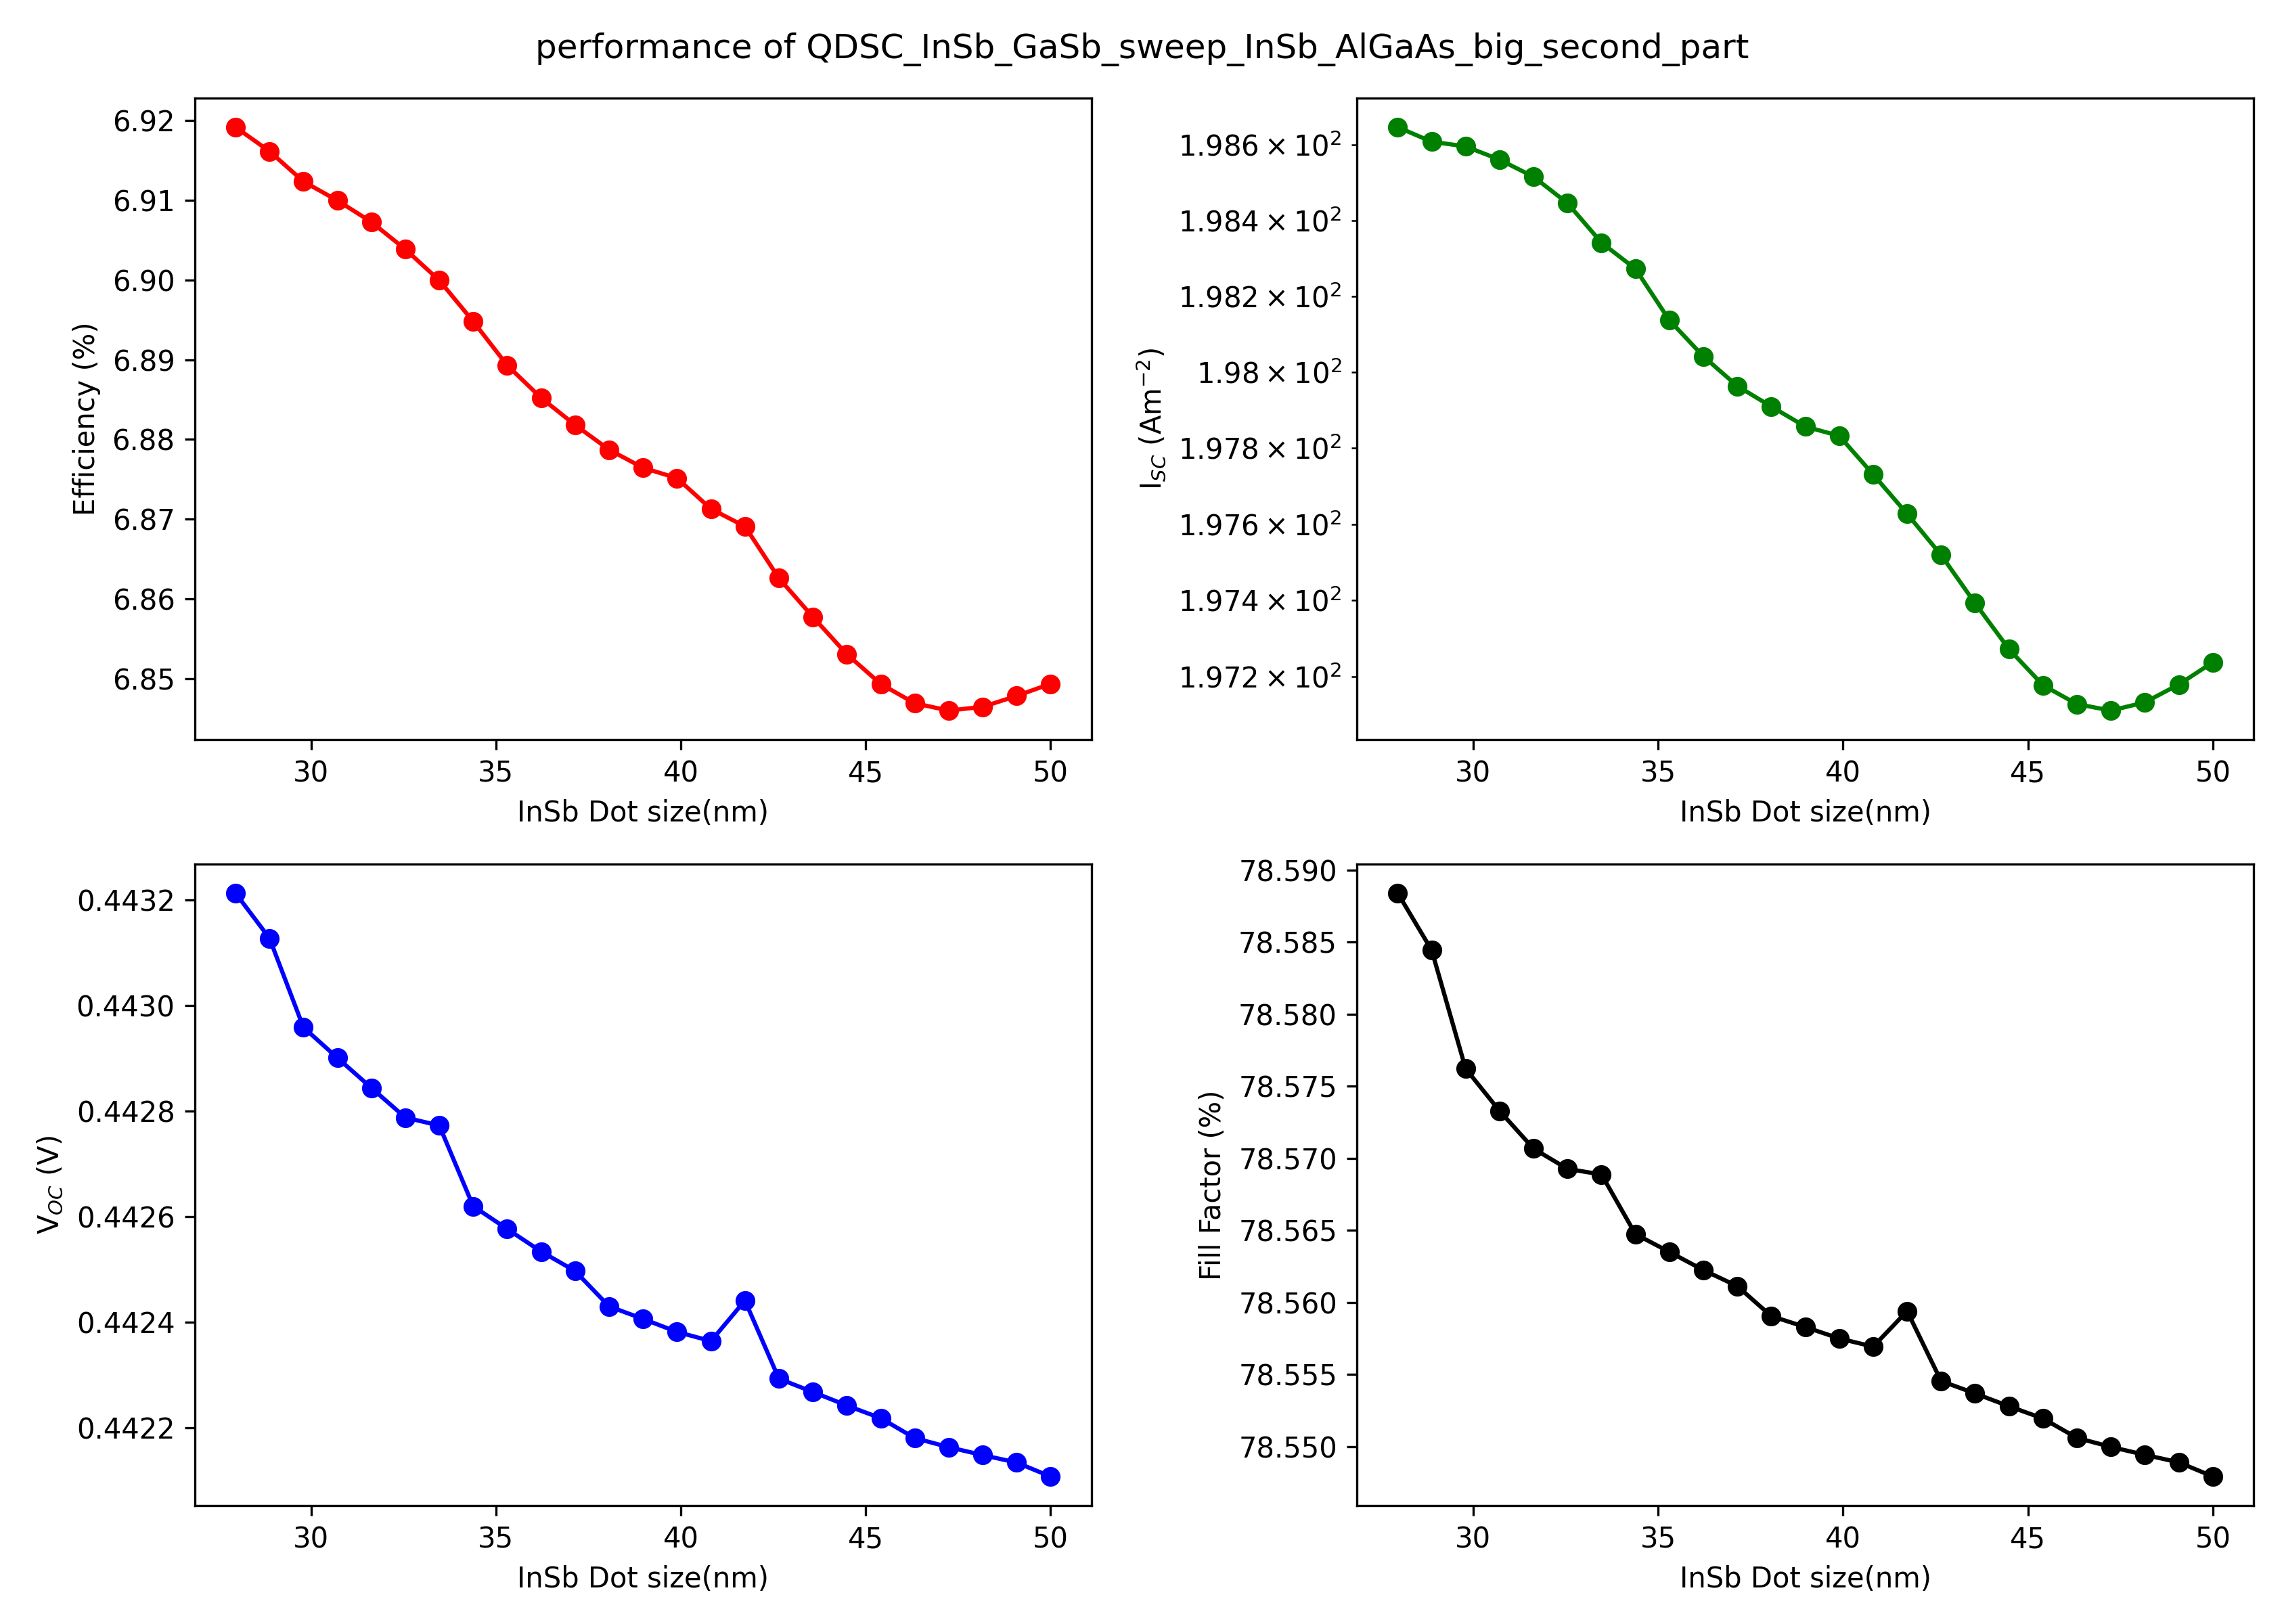 performance of QDSC_InSb_GaSb_sweep_InSb_AlGaAs_big_second_part
Efficiency (%)
6.92
6.91
6.90
6.89
6.88
6.87
6.86
6.85
30 35 40 45 50
InSb Dot size(nm)
I_SC (Am⁻²)
1.986 × 10²
1.984 × 10²
1.982 × 10²
1.98 × 10²
1.978 × 10²
1.976 × 10²
1.974 × 10²
1.972 × 10²
30 35 40 45 50
InSb Dot size(nm)
V_OC (V)
0.4432
0.4430
0.4428
0.4426
0.4424
0.4422
30 35 40 45 50
InSb Dot size(nm)
Fill Factor (%)
78.590
78.585
78.580
78.575
78.570
78.565
78.560
78.555
78.550
30 35 40 45 50
InSb Dot size(nm)